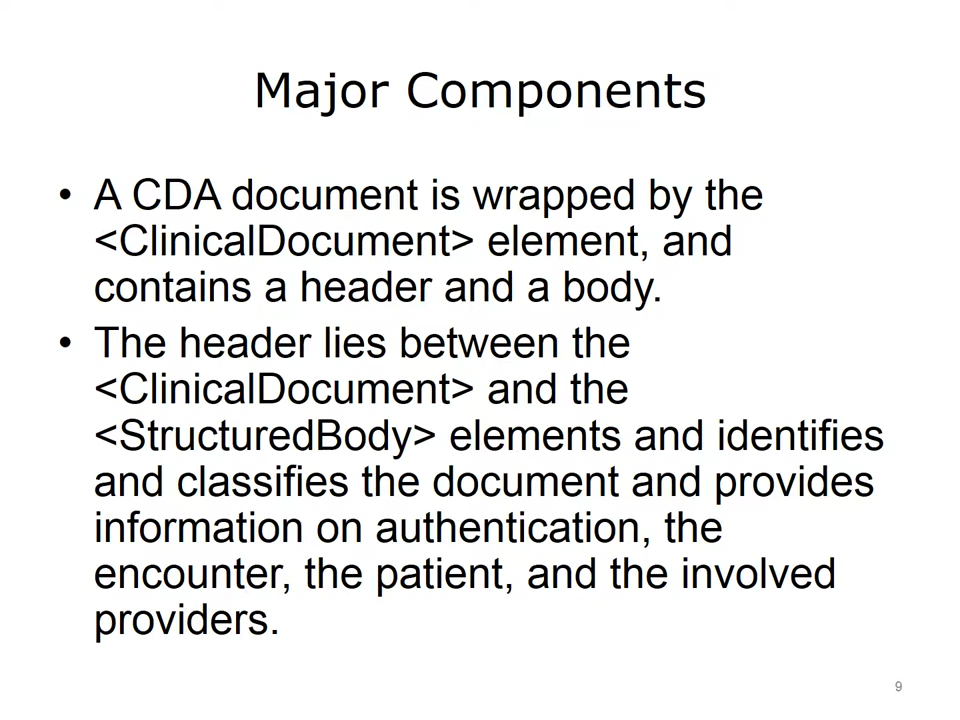 Major Components
• A CDA document is wrapped by the
<ClinicalDocument> element, and
contains a header and a body.
• The header lies between the
<ClinicalDocument> and the
<StructuredBody> elements and identifies
and classifies the document and provides
information on authentication, the
encounter, the patient, and the involved
providers.
9